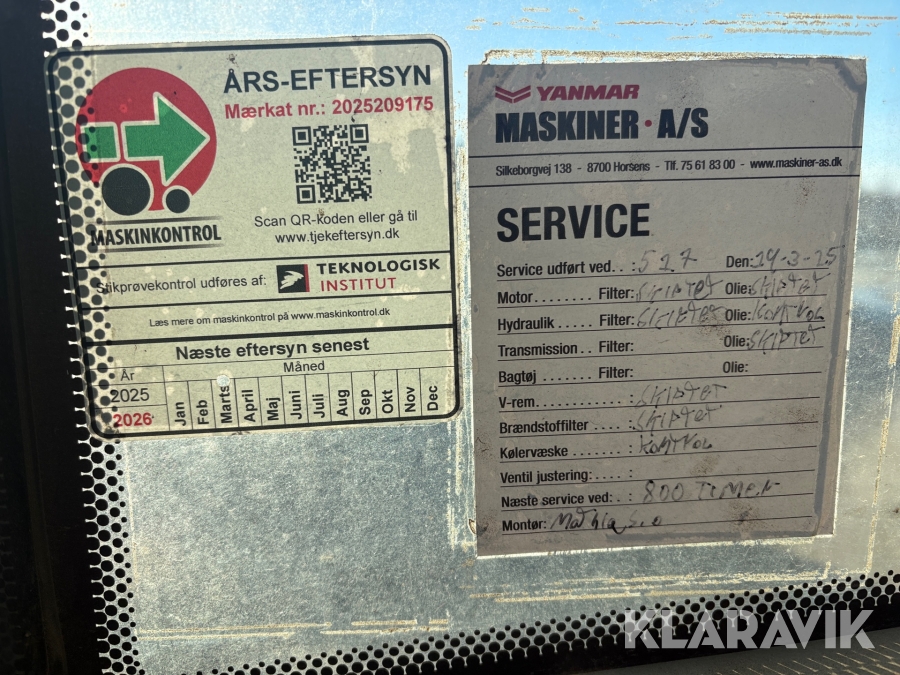 ÅRS-EFTERSYN
Mærkat nr.: 2025209175
Scan QR-Koden eller gå til
www.tjekeftersyn.dk
MASKINKONTROL
Stikprøvekontrol udføres af: TEKNOLOGISK INSTITUT
Læs mere om maskinkontrol på www.maskinkontrol.dk
Næste eftersyn senest
År Måned
2025
2026 Jan Feb Marts April Maj Juni Juli Aug Sep Okt Nov Dec
YANMAR
MASKINER · A/S
Silkeborgvej 138 - 8700 Horsens - Tlf. 75 61 83 00 - www.maskiner-as.dk
SERVICE
Service udført ved. . : 527 Den: 24-3-25
Motor........ Filter: SKIFTET Olie: SKIFTET
Hydraulik ..... Filter: SKIFTET Olie: KONTROL
Transmission.. Filter: Olie: SKIFTET
Bagtøj ........ Filter: Olie:
V-rem............: SKIFTET
Brændstoffilter ....: SKIFTET
Kølervæske ......: KONTROL
Ventil justering:....:
Næste service ved: . : 800 TIMER
Montør:
KLARAVIK